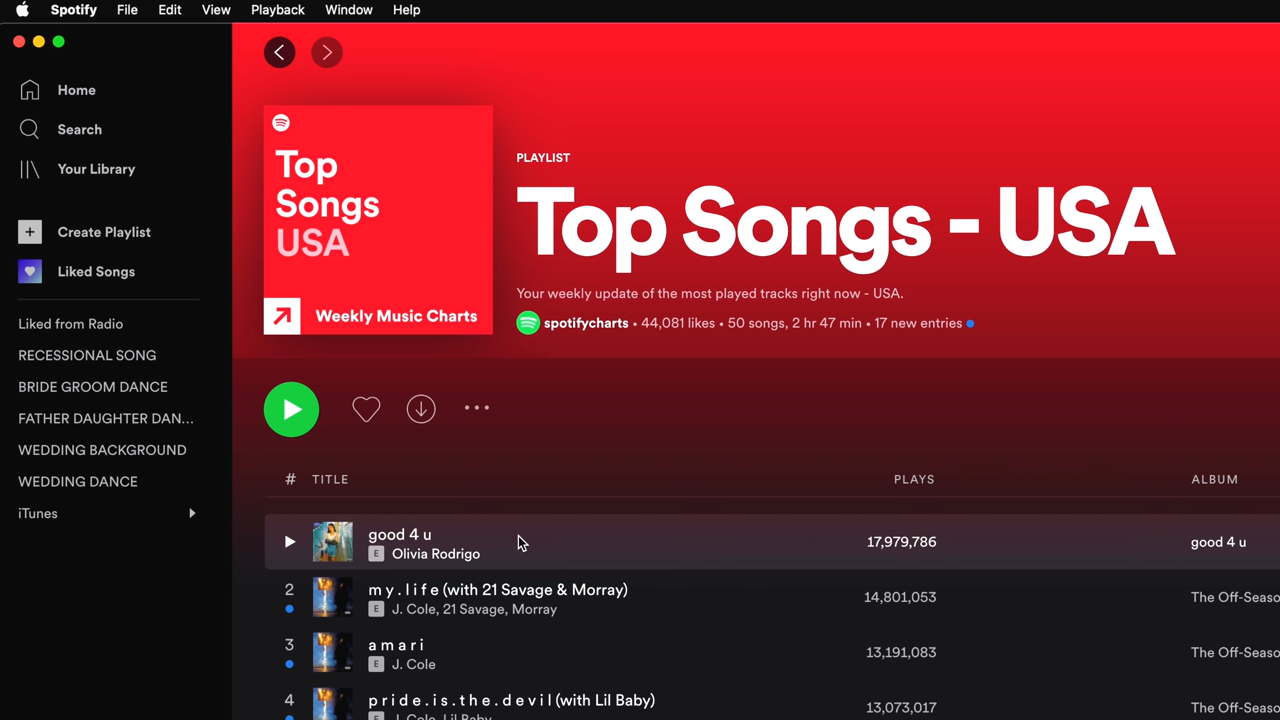 Spotify File Edit View Playback Window Help
Home
Search
Your Library
Create Playlist
Liked Songs
Liked from Radio
RECESSIONAL SONG
BRIDE GROOM DANCE
FATHER DAUGHTER DAN...
WEDDING BACKGROUND
WEDDING DANCE
iTunes
Top
Songs
USA
Weekly Music Charts
PLAYLIST
Top Songs - USA
Your weekly update of the most played tracks right now - USA.
spotifycharts • 44,081 likes • 50 songs, 2 hr 47 min • 17 new entries
# TITLE PLAYS ALBUM
good 4 u 17,979,786 good 4 u
E Olivia Rodrigo
2 m y . l i f e (with 21 Savage & Morray) 14,801,053 The Off-Seaso
E J. Cole, 21 Savage, Morray
3 a m a r i 13,191,083 The Off-Seaso
E J. Cole
4 p r i d e . i s . t h e . d e v i l (with Lil Baby) 13,073,017 The Off-Seaso
J. Cole, Lil Baby